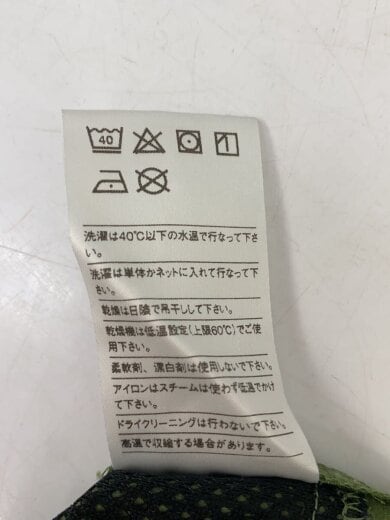 40
洗濯は40℃以下の水温で行なって下さ
い。
洗濯は単体かネットに入れて行なって下
さい。
乾燥は日陰で吊干しして下さい。
乾燥機は低温設定(上限60℃)でご使
用下さい。
柔軟剤、漂白剤は使用しないで下さい。
アイロンはスチームは使わず低温でかけ
て下さい。
ドライクリーニングは行わないで下さい。
高温で収縮する場合があります。